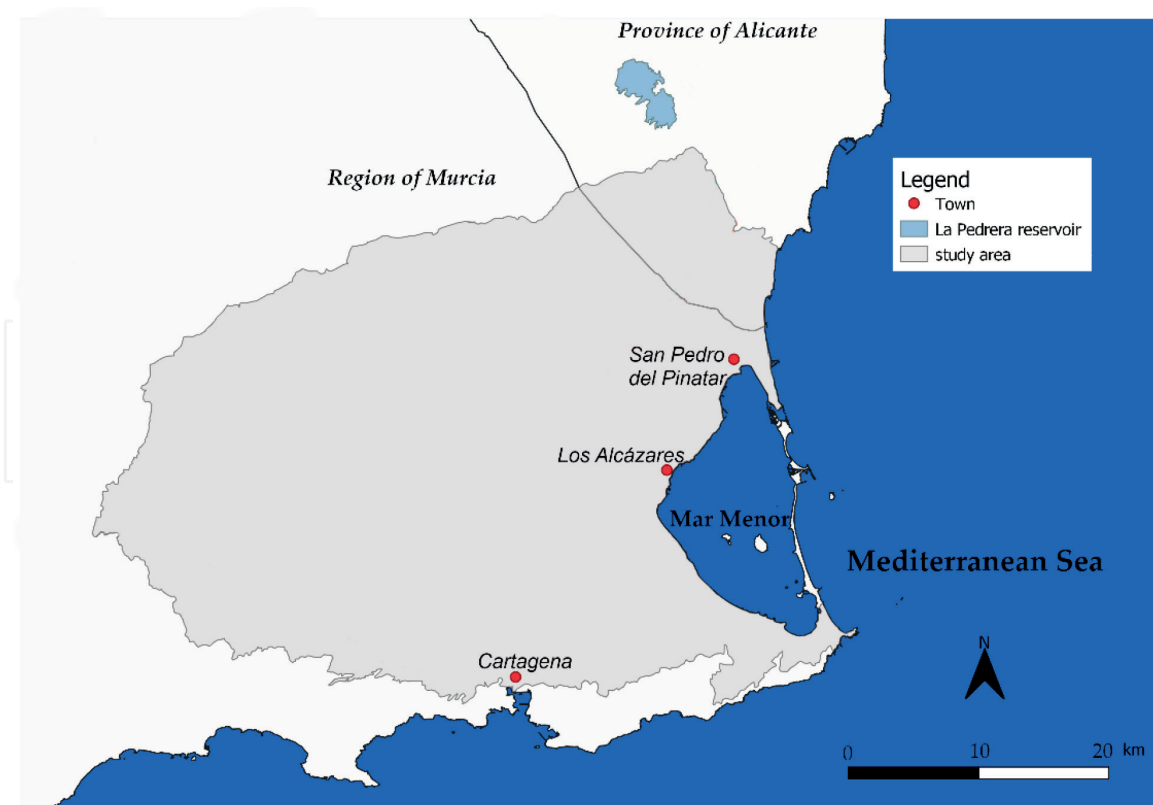 Province of Alicante
Region of Murcia
Legend
Town
La Pedrera reservoir
study area
San Pedro
del Pinatar
Los Alcázares
Mar Menor
Mediterranean Sea
Cartagena
N
0 10 20 km